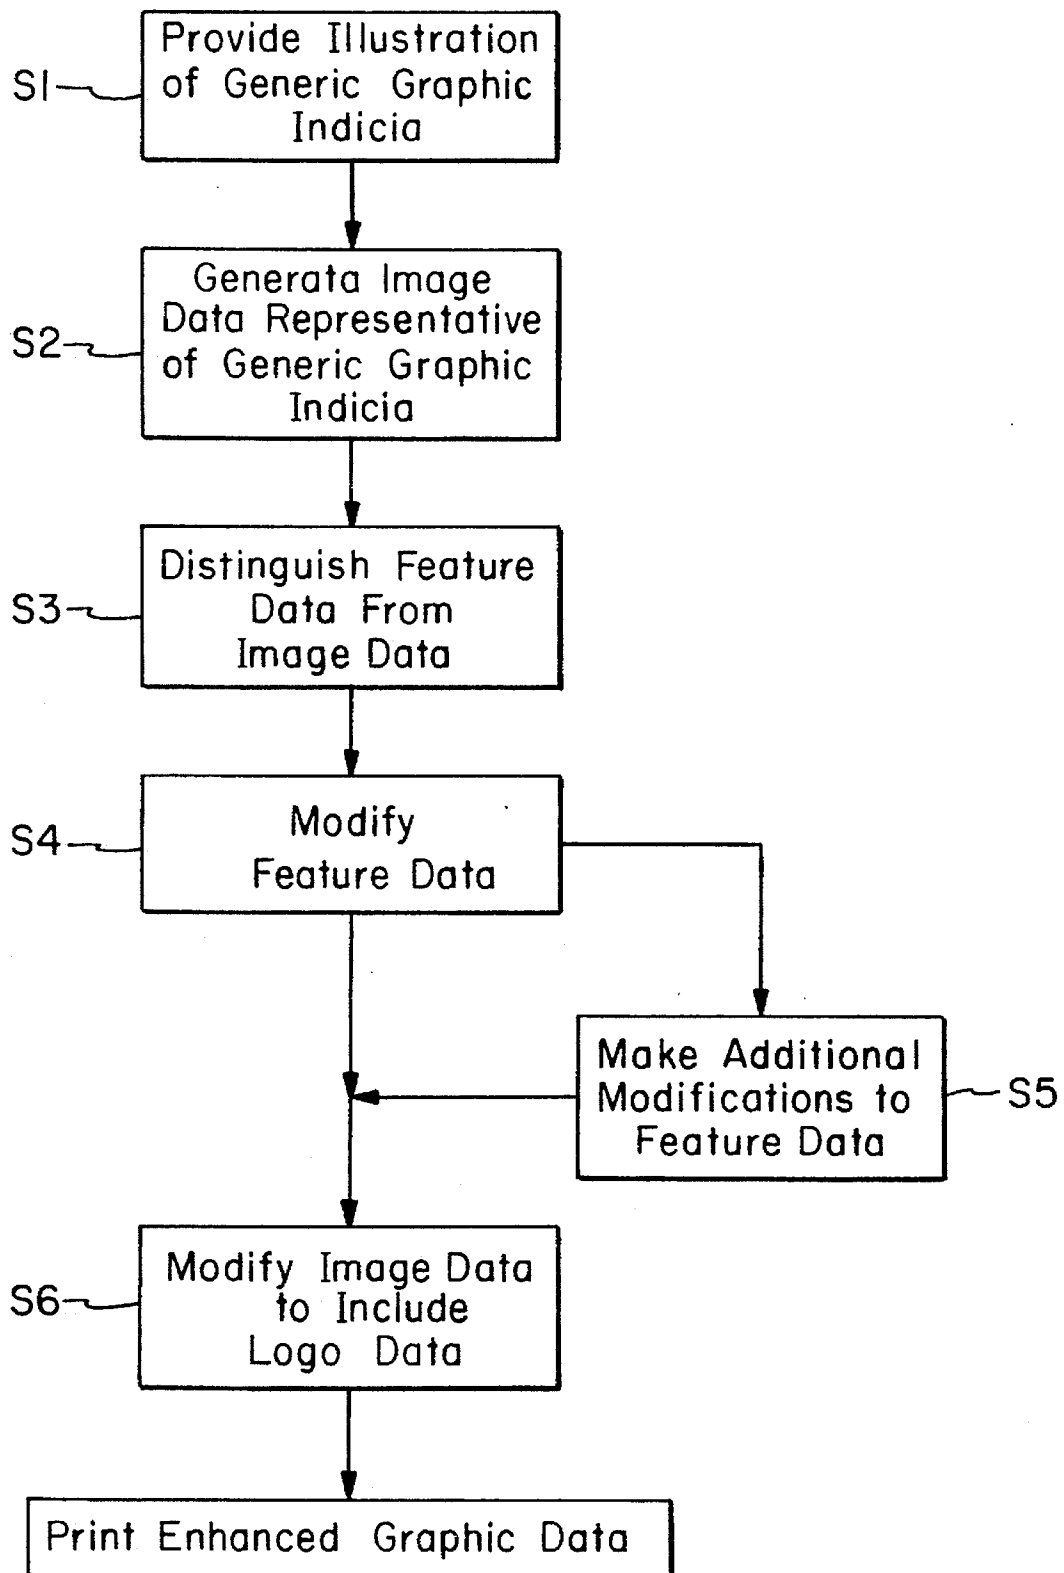 Provide Illustration
of Generic Graphic
Indicia
S1
Generata Image
Data Representative
of Generic Graphic
Indicia
S2
Distinguish Feature
Data From
Image Data
S3
Modify
Feature Data
S4
Make Additional
Modifications to
Feature Data
S5
Modify Image Data
to Include
Logo Data
S6
Print Enhanced Graphic Data